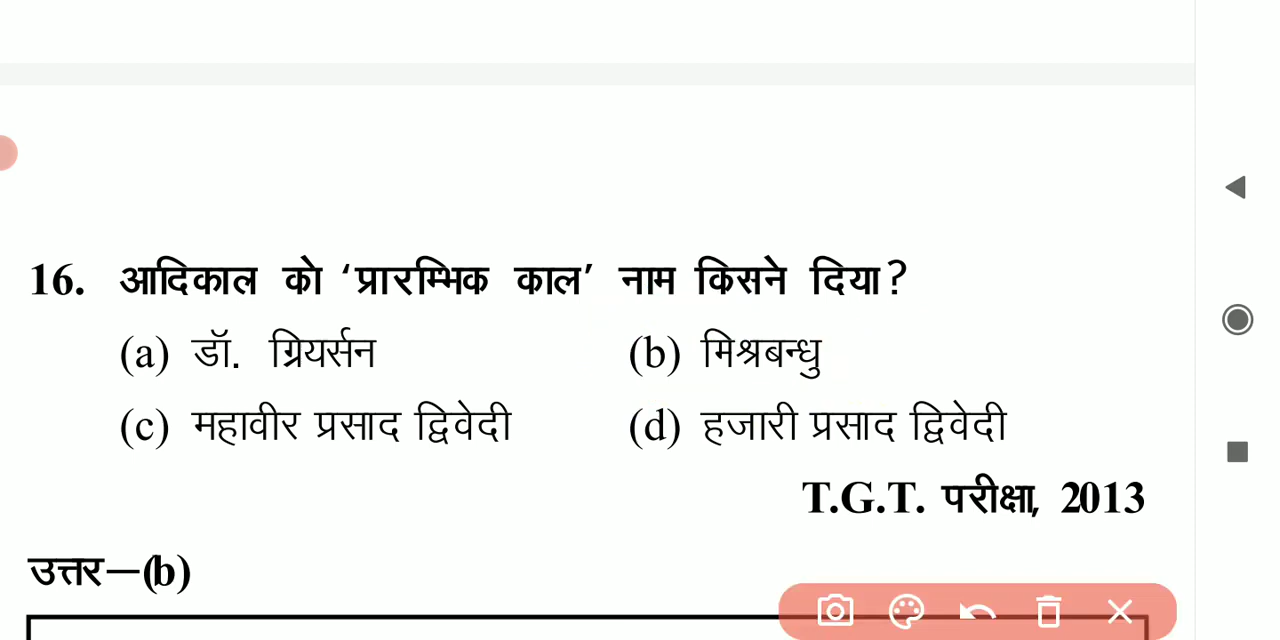 16. आदिकाल को ‘प्रारम्भिक काल’ नाम किसने दिया?
(a) डॉ. ग्रियर्सन (b) मिश्रबन्धु
(c) महावीर प्रसाद द्विवेदी (d) हजारी प्रसाद द्विवेदी
T.G.T. परीक्षा, 2013
उत्तर—(b)